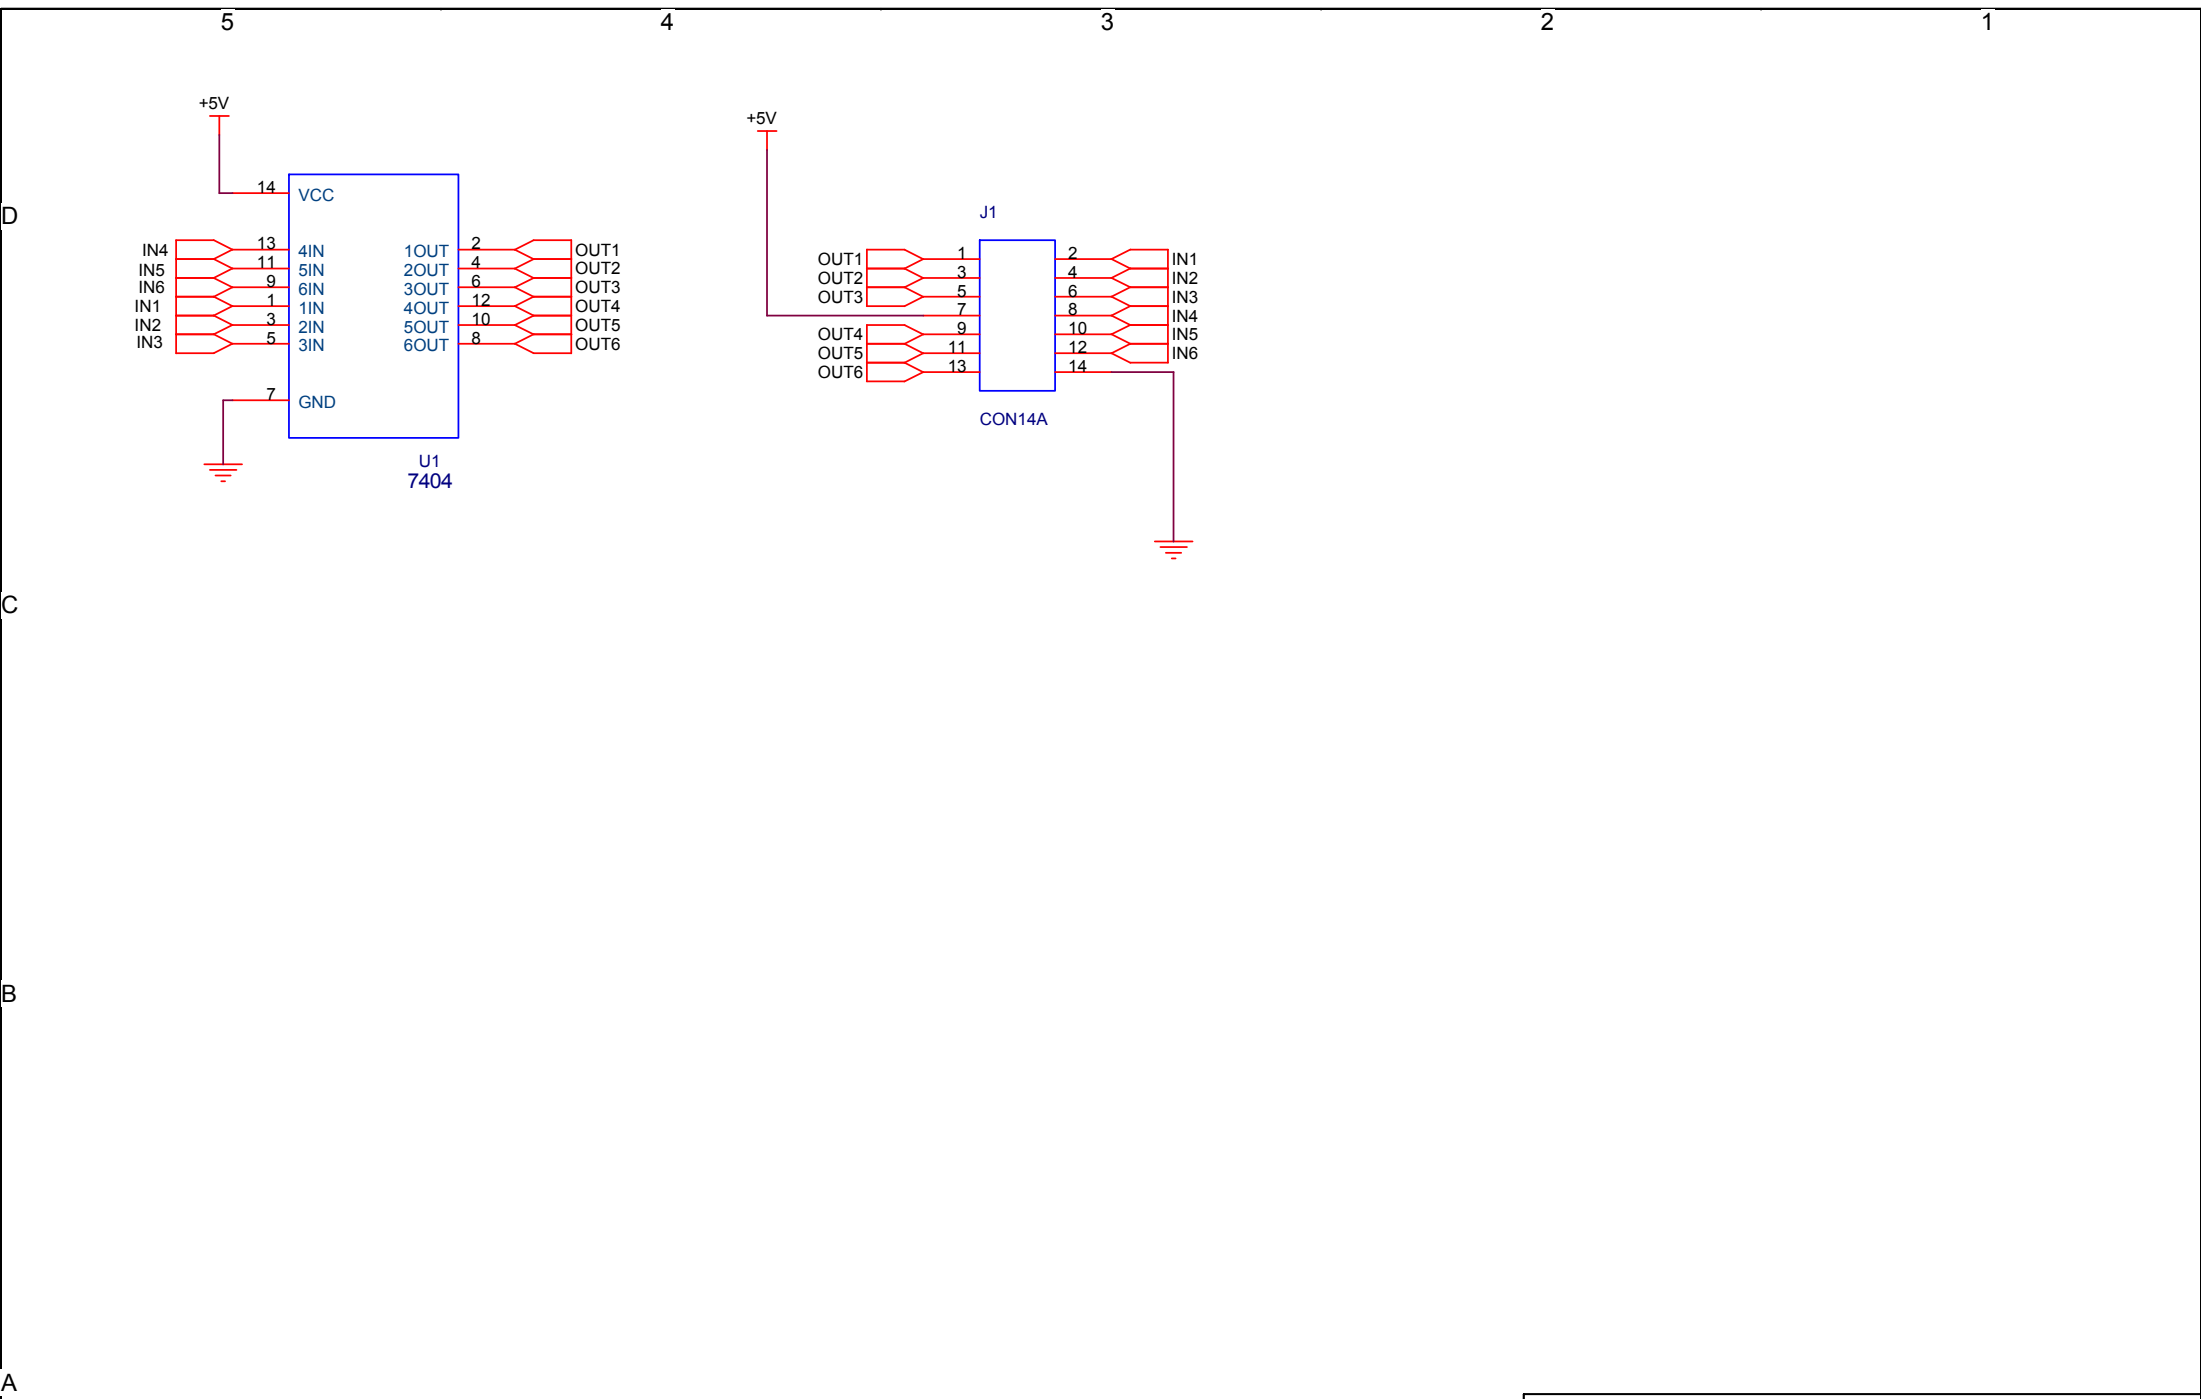 5 4 3 2 1
+5V
14 VCC
D
IN4 13 4IN 1OUT 2 OUT1
IN5 11 5IN 2OUT 4 OUT2
IN6 9 6IN 3OUT 6 OUT3
IN1 1 1IN 4OUT 12 OUT4
IN2 3 2IN 5OUT 10 OUT5
IN3 5 3IN 6OUT 8 OUT6
7 GND
U1
7404
+5V
J1
OUT1 1 2 IN1
OUT2 3 4 IN2
OUT3 5 6 IN3
7 8 IN4
OUT4 9 10 IN5
OUT5 11 12 IN6
OUT6 13 14
CON14A
C
B
A